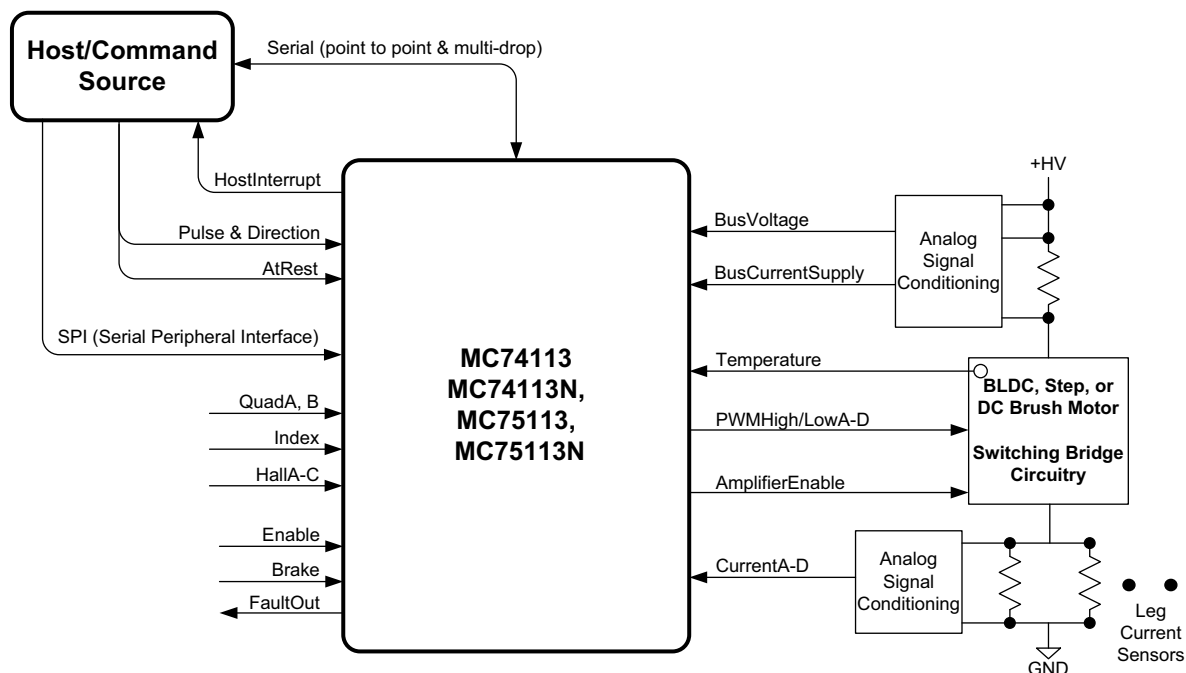 Host/Command
Source
Serial (point to point & multi-drop)
HostInterrupt
Pulse & Direction
AtRest
SPI (Serial Peripheral Interface)
QuadA, B
Index
HallA-C
Enable
Brake
FaultOut
MC74113
MC74113N,
MC75113,
MC75113N
+HV
BusVoltage
BusCurrentSupply
Analog
Signal
Conditioning
Temperature
PWMHigh/LowA-D
AmplifierEnable
BLDC, Step, or
DC Brush Motor
Switching Bridge
Circuitry
CurrentA-D
Analog
Signal
Conditioning
Leg
Current
Sensors
GND